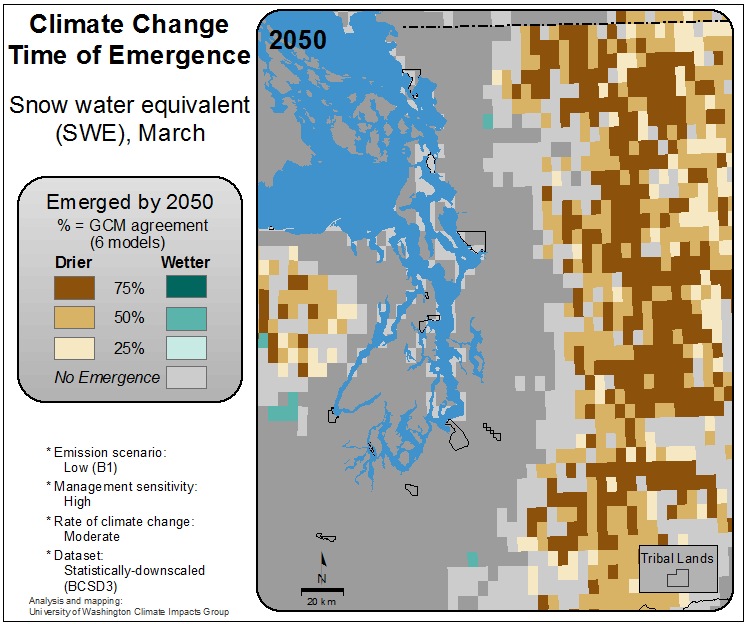 Climate Change
Time of Emergence
Snow water equivalent
(SWE), March
Emerged by 2050
% = GCM agreement
(6 models)
Drier Wetter
75%
50%
25%
No Emergence
* Emission scenario:
Low (B1)
* Management sensitivity:
High
* Rate of climate change:
Moderate
* Dataset:
Statistically-downscaled
(BCSD3)
Analysis and mapping:
University of Washington Climate Impacts Group
2050
N
20 km
Tribal Lands